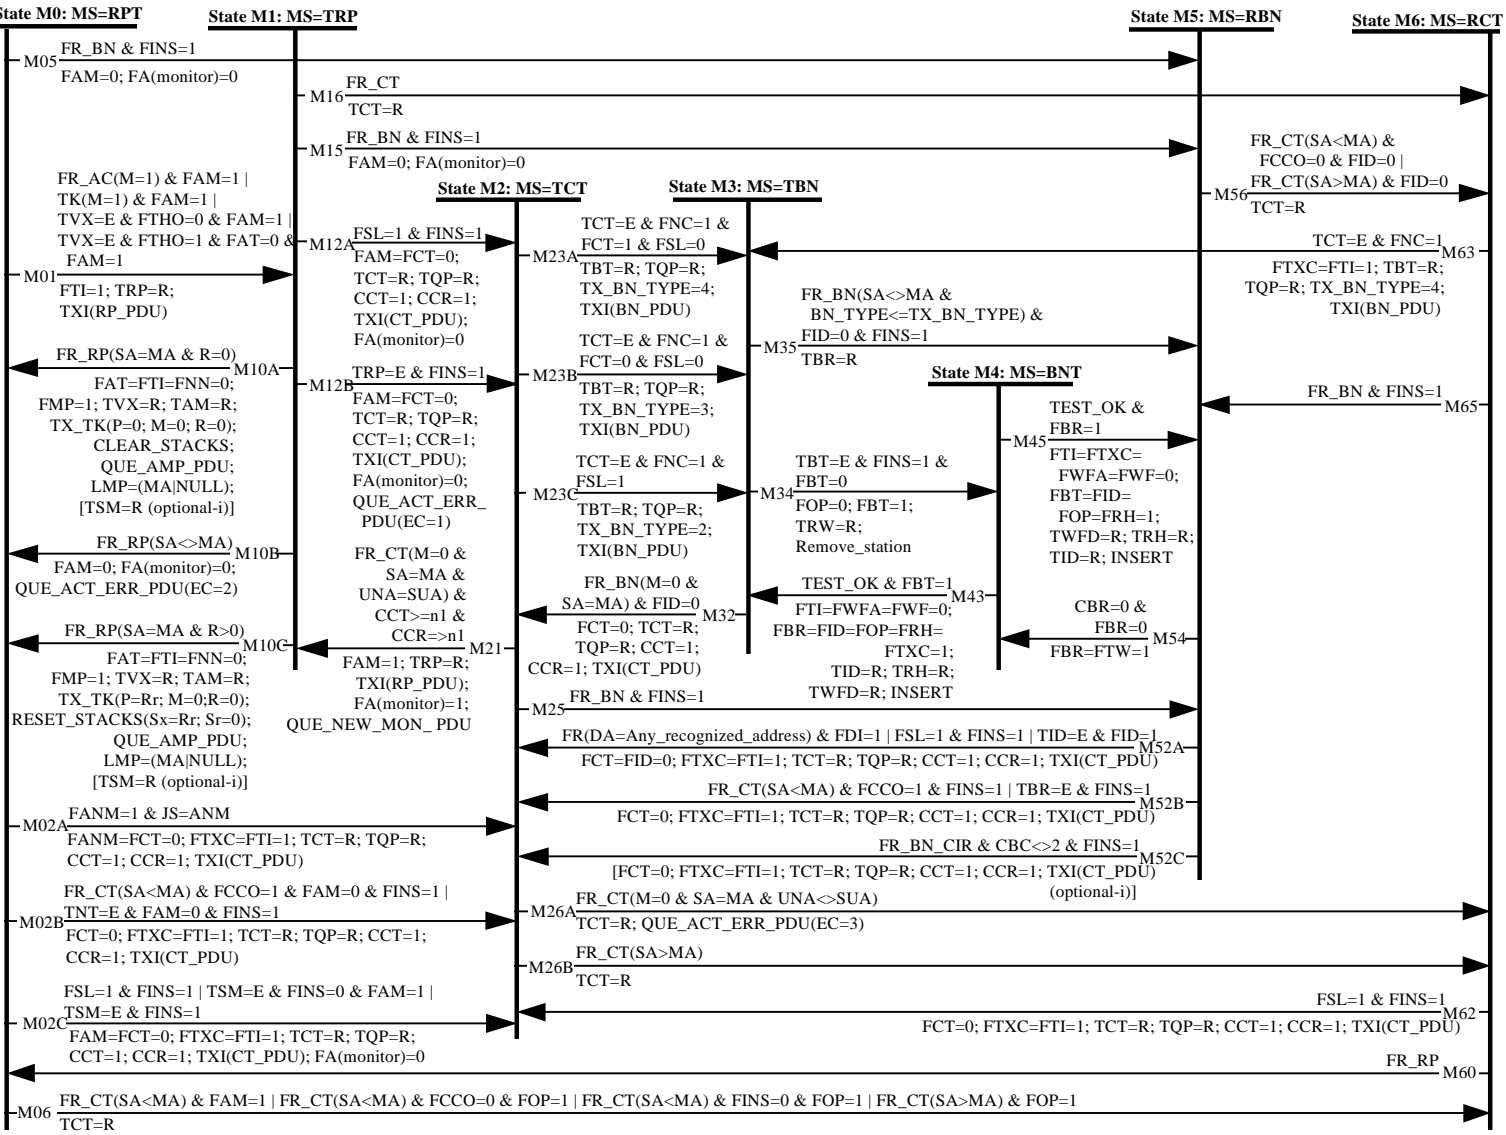 State M0: MS=RPT
State M1: MS=TRP
State M5: MS=RBN
State M6: MS=RCT
FR_BN & FINS=1
M05
FAM=0; FA(monitor)=0
FR_CT
M16
TCT=R
FR_BN & FINS=1
M15
FAM=0; FA(monitor)=0
FR_CT(SA<MA) &
FCCO=0 & FID=0 |
FR_CT(SA>MA) & FID=0
M56
TCT=R
FR_AC(M=1) & FAM=1 |
TK(M=1) & FAM=1 |
TVX=E & FTHO=0 & FAM=1 |
TVX=E & FTHO=1 & FAT=0 &
FAM=1
M01
FTI=1; TRP=R;
TXI(RP_PDU)
State M2: MS=TCT
State M3: MS=TBN
FSL=1 & FINS=1
M12A
FAM=FCT=0;
TCT=R; TQP=R;
CCT=1; CCR=1;
TXI(CT_PDU);
FA(monitor)=0
TCT=E & FNC=1 &
FCT=1 & FSL=0
M23A
TBT=R; TQP=R;
TX_BN_TYPE=4;
TXI(BN_PDU)
TCT=E & FNC=1
M63
FTXC=FTI=1; TBT=R;
TQP=R; TX_BN_TYPE=4;
TXI(BN_PDU)
FR_BN(SA<>MA &
BN_TYPE<=TX_BN_TYPE) &
FID=0 & FINS=1
M35
TBR=R
FR_RP(SA=MA & R=0)
M10A
FAT=FTI=FNN=0;
FMP=1; TVX=R; TAM=R;
TX_TK(P=0; M=0; R=0);
CLEAR_STACKS;
QUE_AMP_PDU;
LMP=(MA|NULL);
[TSM=R (optional-i)]
TRP=E & FINS=1
M12B
FAM=FCT=0;
TCT=R; TQP=R;
CCT=1; CCR=1;
TXI(CT_PDU);
FA(monitor)=0;
QUE_ACT_ERR_
PDU(EC=1)
TCT=E & FNC=1 &
FCT=0 & FSL=0
M23B
TBT=R; TQP=R;
TX_BN_TYPE=3;
TXI(BN_PDU)
State M4: MS=BNT
FR_BN & FINS=1
M65
TEST_OK &
FBR=1
M45
FTI=FTXC=
FWFA=FWF=0;
FBT=FID=
FOP=FRH=1;
TWFD=R; TRH=R;
TID=R; INSERT
TCT=E & FNC=1 &
FSL=1
M23C
TBT=R; TQP=R;
TX_BN_TYPE=2;
TXI(BN_PDU)
TBT=E & FINS=1 &
FBT=0
M34
FOP=0; FBT=1;
TRW=R;
Remove_station
FR_RP(SA<>MA)
M10B
FAM=0; FA(monitor)=0;
QUE_ACT_ERR_PDU(EC=2)
FR_CT(M=0 &
SA=MA &
UNA=SUA) &
CCT>=n1 &
CCR=>n1
M21
FAM=1; TRP=R;
TXI(RP_PDU);
FA(monitor)=1;
QUE_NEW_MON_ PDU
FR_BN(M=0 &
SA=MA) & FID=0
M32
FCT=0; TCT=R;
TQP=R; CCT=1;
CCR=1; TXI(CT_PDU)
TEST_OK & FBT=1
M43
FTI=FWFA=FWF=0;
FBR=FID=FOP=FRH=
FTXC=1;
TID=R; TRH=R;
TWFD=R; INSERT
CBR=0 &
FBR=0
M54
FBR=FTW=1
FR_RP(SA=MA & R>0)
M10C
FAT=FTI=FNN=0;
FMP=1; TVX=R; TAM=R;
TX_TK(P=Rr; M=0;R=0);
RESET_STACKS(Sx=Rr; Sr=0);
QUE_AMP_PDU;
LMP=(MA|NULL);
[TSM=R (optional-i)]
FR_BN & FINS=1
M25
FR(DA=Any_recognized_address) & FDI=1 | FSL=1 & FINS=1 | TID=E & FID=1
M52A
FCT=FID=0; FTXC=FTI=1; TCT=R; TQP=R; CCT=1; CCR=1; TXI(CT_PDU)
FR_CT(SA<MA) & FCCO=1 & FINS=1 | TBR=E & FINS=1
M52B
FCT=0; FTXC=FTI=1; TCT=R; TQP=R; CCT=1; CCR=1; TXI(CT_PDU)
FANM=1 & JS=ANM
M02A
FANM=FCT=0; FTXC=FTI=1; TCT=R; TQP=R;
CCT=1; CCR=1; TXI(CT_PDU)
FR_BN_CIR & CBC<>2 & FINS=1
M52C
[FCT=0; FTXC=FTI=1; TCT=R; TQP=R; CCT=1; CCR=1; TXI(CT_PDU)
(optional-i)]
FR_CT(SA<MA) & FCCO=1 & FAM=0 & FINS=1 |
TNT=E & FAM=0 & FINS=1
M02B
FCT=0; FTXC=FTI=1; TCT=R; TQP=R; CCT=1;
CCR=1; TXI(CT_PDU)
FR_CT(M=0 & SA=MA & UNA<>SUA)
M26A
TCT=R; QUE_ACT_ERR_PDU(EC=3)
FR_CT(SA>MA)
M26B
TCT=R
FSL=1 & FINS=1 | TSM=E & FINS=0 & FAM=1 |
TSM=E & FINS=1
M02C
FAM=FCT=0; FTXC=FTI=1; TCT=R; TQP=R;
CCT=1; CCR=1; TXI(CT_PDU); FA(monitor)=0
FSL=1 & FINS=1
M62
FCT=0; FTXC=FTI=1; TCT=R; TQP=R; CCT=1; CCR=1; TXI(CT_PDU)
FR_RP
M60
FR_CT(SA<MA) & FAM=1 | FR_CT(SA<MA) & FCCO=0 & FOP=1 | FR_CT(SA<MA) & FINS=0 & FOP=1 | FR_CT(SA>MA) & FOP=1
M06
TCT=R